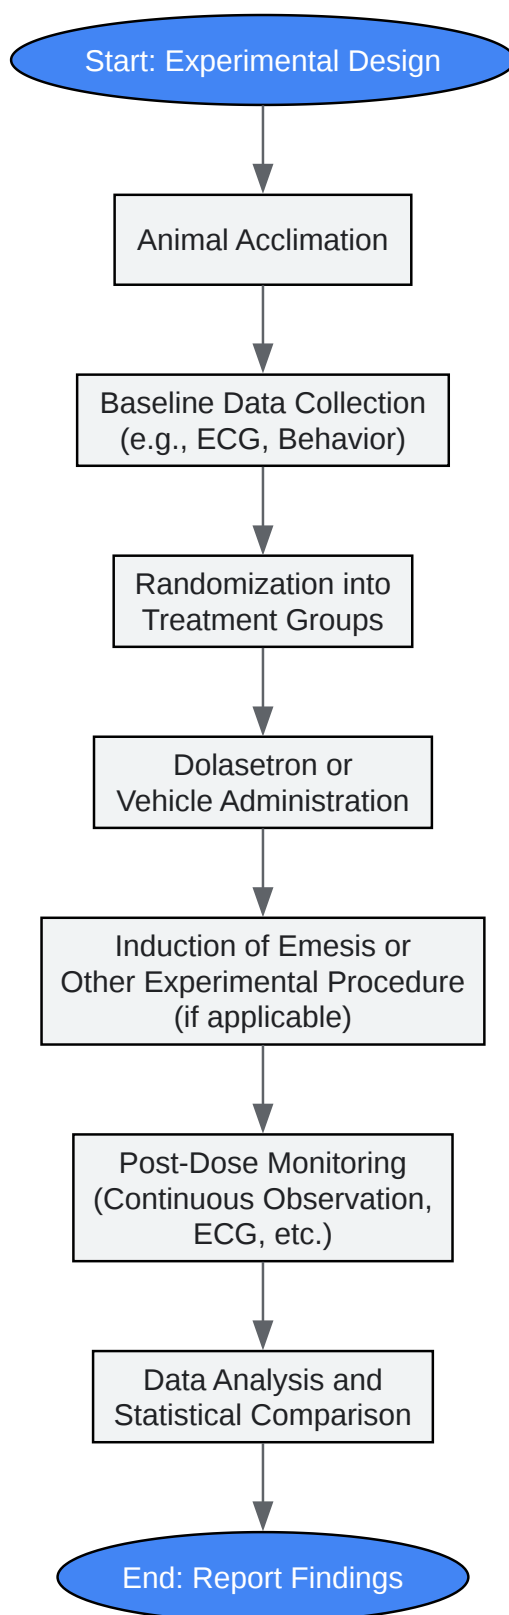 Start: Experimental Design
Animal Acclimation
Baseline Data Collection
(e.g., ECG, Behavior)
Randomization into
Treatment Groups
Dolasetron or
Vehicle Administration
Induction of Emesis or
Other Experimental Procedure
(if applicable)
Post-Dose Monitoring
(Continuous Observation,
ECG, etc.)
Data Analysis and
Statistical Comparison
End: Report Findings